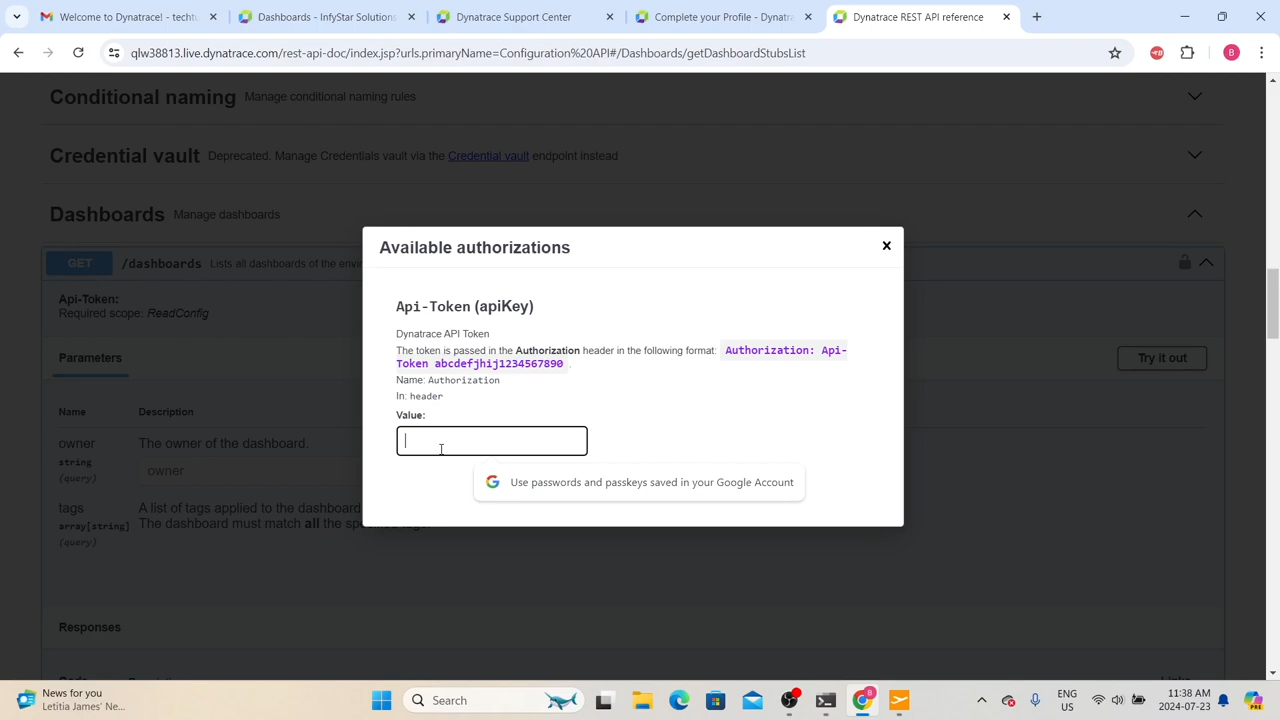 Welcome to Dynatrace - techtu
Dashboards - InfyStar Solutions
Dynatrace Support Center
Complete your Profile - Dynatra
Dynatrace REST API reference
qlw38813.live.dynatrace.com/rest-api-doc/index.jsp?urls.primaryName=Configuration%20API#/Dashboards/getDashboardStubsList
B
Conditional naming Manage conditional naming rules
Credential vault Deprecated. Manage Credentials vault via the Credential vault endpoint instead
Dashboards Manage dashboards
GET /dashboards Lists all dashboards of the envi
Api-Token:
Required scope: ReadConfig
Parameters
Try it out
Name Description
owner The owner of the dashboard.
string
(query)
owner
tags A list of tags applied to the dashboard
array[string] The dashboard must match all the specified tags.
(query)
Responses
Links
Available authorizations
Api-Token (apiKey)
Dynatrace API Token
The token is passed in the Authorization header in the following format: Authorization: Api-
Token abcdefjhij1234567890 .
Name: Authorization
In: header
Value:
Use passwords and passkeys saved in your Google Account
News for you
Letitia James' Ne...
Search
ENG
US
11:38 AM
2024-07-23